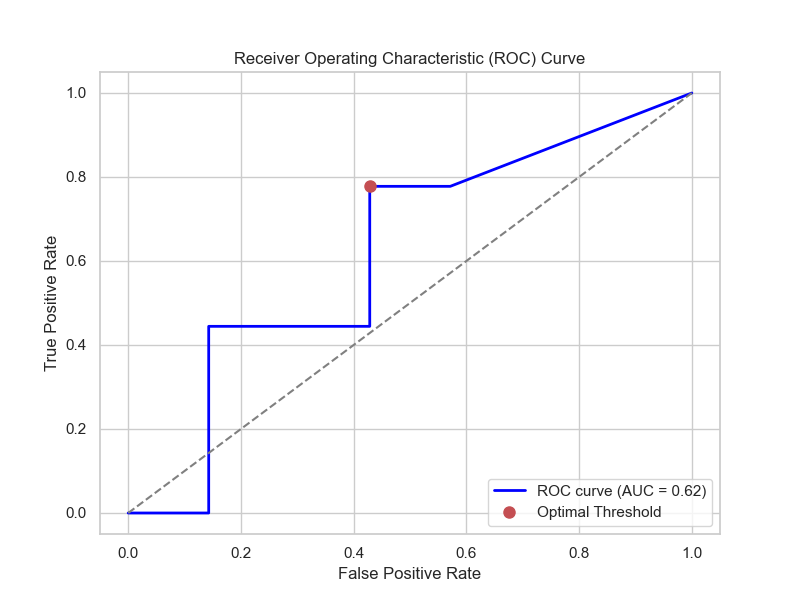 Receiver Operating Characteristic (ROC) Curve
True Positive Rate
1.0
0.8
0.6
0.4
0.2
0.0
0.0 0.2 0.4 0.6 0.8 1.0
False Positive Rate
ROC curve (AUC = 0.62)
Optimal Threshold